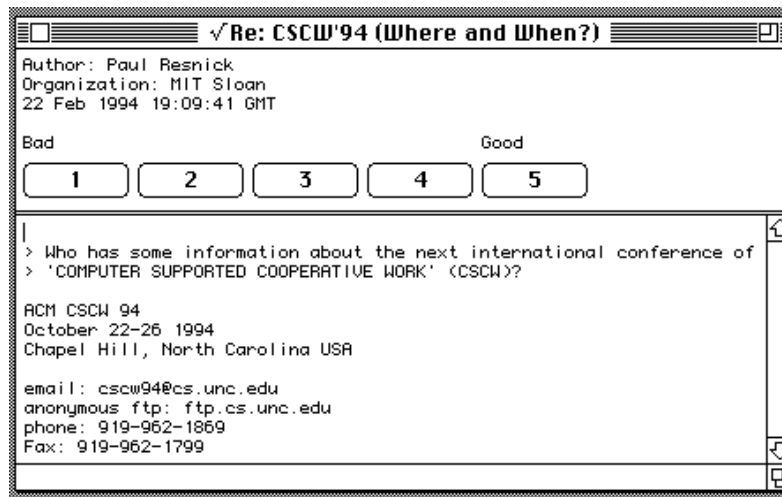 √Re: CSCW'94 (Where and When?)
Author: Paul Resnick
Organization: MIT Sloan
22 Feb 1994 19:09:41 GMT
Bad Good
1 2 3 4 5
> Who has some information about the next international conference of
> 'COMPUTER SUPPORTED COOPERATIVE WORK' (CSCW)?
ACM CSCW 94
October 22-26 1994
Chapel Hill, North Carolina USA
email: cscw94@cs.unc.edu
anonymous ftp: ftp.cs.unc.edu
phone: 919-962-1869
Fax: 919-962-1799